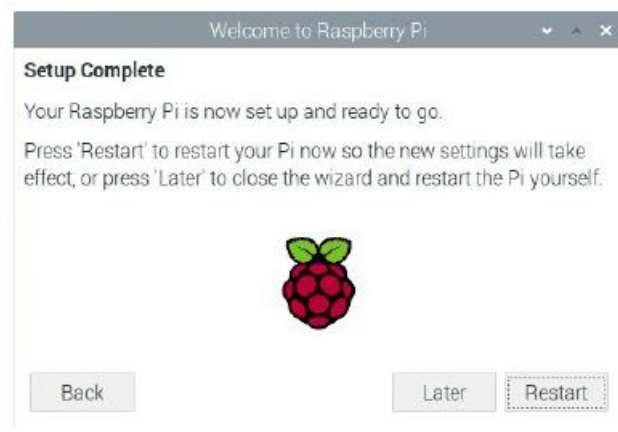 Welcome to Raspberry Pi
Setup Complete
Your Raspberry Pi is now set up and ready to go.
Press 'Restart' to restart your Pi now so the new settings will take
effect, or press 'Later' to close the wizard and restart the Pi yourself.
Back Later Restart